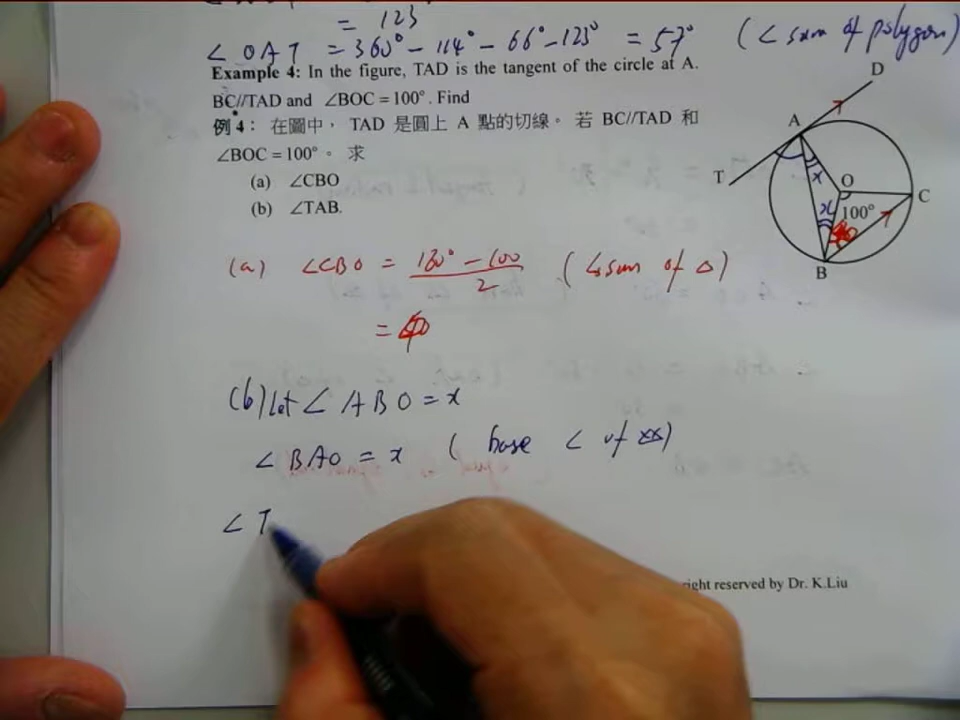 = 123
∠OAT = 360° - 114° - 66° - 123° = 57° (∠ sum of polygon)
Example 4: In the figure, TAD is the tangent of the circle at A.
BC//TAD and ∠BOC = 100°. Find
例 4： 在圖中， TAD 是圓上 A 點的切線。 若 BC//TAD 和
∠BOC = 100°。 求
(a) ∠CBO
(b) ∠TAB.
D
A
T
x
O
C
x
100°
40
B
(a) ∠CBO = (180° - 100)/2 (∠s sum of △)
= 40
(b) Let ∠ABO = x
∠BAO = x (base ∠ of
∠T
right reserved by Dr. K.Liu